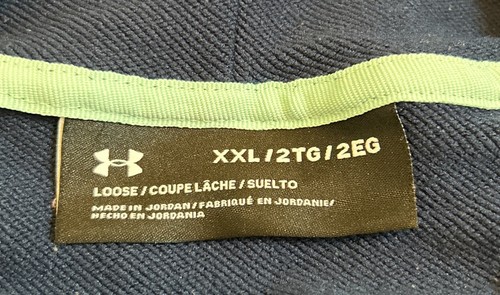 XXL/2TG/2EG
LOOSE/COUPE LÂCHE/SUELTO
MADE IN JORDAN/FABRIQUÉ EN JORDANIE/
HECHO EN JORDANIA